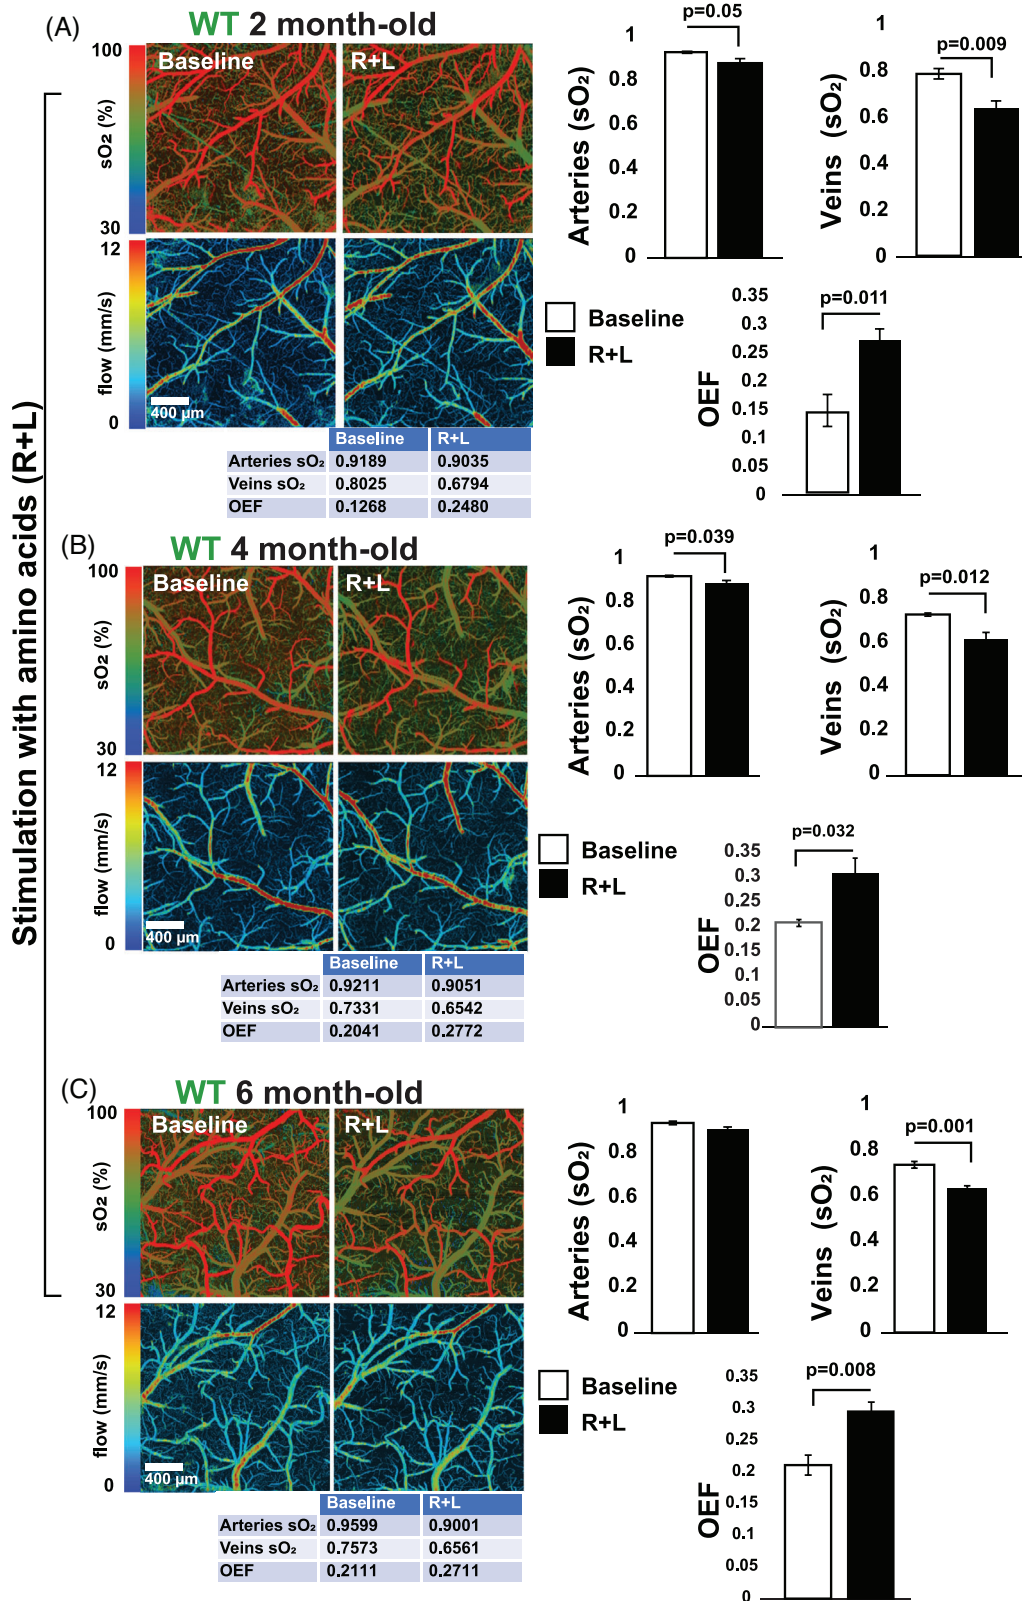 Stimulation with amino acids (R+L)
(A)
WT 2 month-old
100
sO₂ (%)
30
Baseline
R+L
12
flow (mm/s)
0
400 µm
Baseline R+L
Arteries sO₂ 0.9189 0.9035
Veins sO₂ 0.8025 0.6794
OEF 0.1268 0.2480
Arteries (sO₂)
1
0.8
0.6
0.4
0.2
0
p=0.05
Veins (sO₂)
1
0.8
0.6
0.4
0.2
0
p=0.009
Baseline
R+L
OEF
0.35
0.3
0.25
0.2
0.15
0.1
0.05
0
p=0.011
(B)
WT 4 month-old
100
sO₂ (%)
30
Baseline
R+L
12
flow (mm/s)
0
400 µm
Baseline R+L
Arteries sO₂ 0.9211 0.9051
Veins sO₂ 0.7331 0.6542
OEF 0.2041 0.2772
Arteries (sO₂)
1
0.8
0.6
0.4
0.2
0
p=0.039
Veins (sO₂)
1
0.8
0.6
0.4
0.2
0
p=0.012
Baseline
R+L
OEF
0.35
0.3
0.25
0.2
0.15
0.1
0.05
0
p=0.032
(C)
WT 6 month-old
100
sO₂ (%)
30
Baseline
R+L
12
flow (mm/s)
0
400 µm
Baseline R+L
Arteries sO₂ 0.9599 0.9001
Veins sO₂ 0.7573 0.6561
OEF 0.2111 0.2711
Arteries (sO₂)
1
0.8
0.6
0.4
0.2
0
Veins (sO₂)
1
0.8
0.6
0.4
0.2
0
p=0.001
Baseline
R+L
OEF
0.35
0.3
0.25
0.2
0.15
0.1
0.05
0
p=0.008